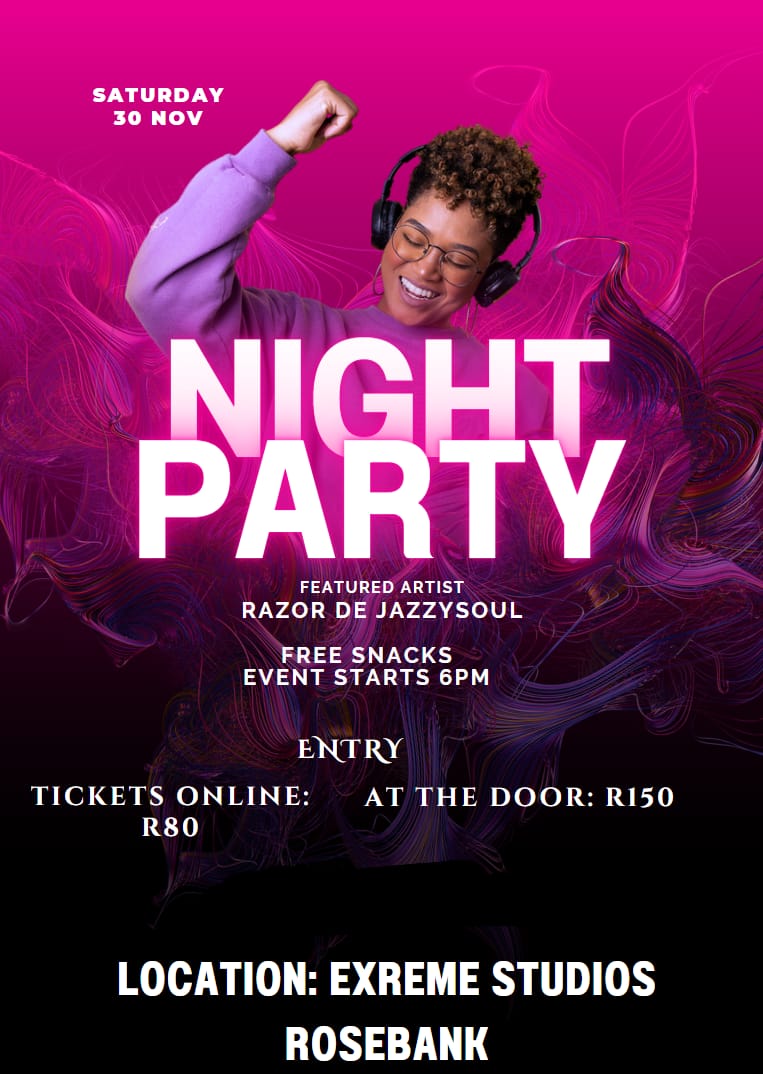 SATURDAY
30 NOV
NIGHT
PARTY
FEATURED ARTIST
RAZOR DE JAZZYSOUL
FREE SNACKS
EVENT STARTS 6PM
ENTRY
TICKETS ONLINE:
R80
AT THE DOOR: R150
LOCATION: EXREME STUDIOS
ROSEBANK